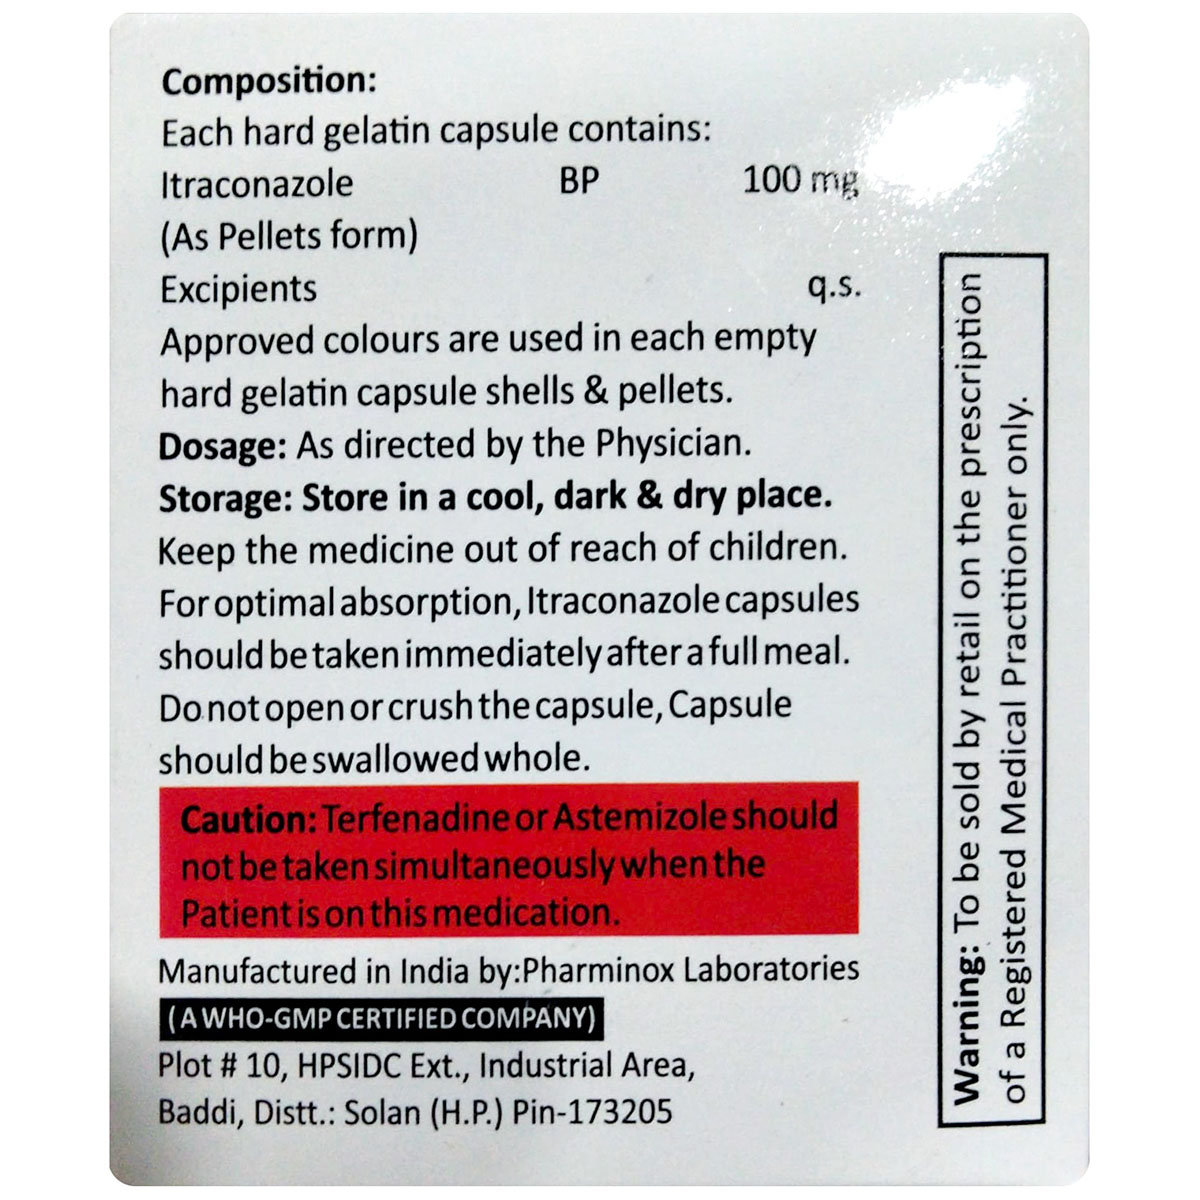 Composition:
Each hard gelatin capsule contains:
Itraconazole BP 100 mg
(As Pellets form)
Excipients q.s.
Approved colours are used in each empty
hard gelatin capsule shells & pellets.
Dosage: As directed by the Physician.
Storage: Store in a cool, dark & dry place.
Keep the medicine out of reach of children.
For optimal absorption, Itraconazole capsules
should be taken immediately after a full meal.
Do not open or crush the capsule, Capsule
should be swallowed whole.
Caution: Terfenadine or Astemizole should
not be taken simultaneously when the
Patient is on this medication.
Manufactured in India by:Pharminox Laboratories
(A WHO-GMP CERTIFIED COMPANY)
Plot # 10, HPSIDC Ext., Industrial Area,
Baddi, Distt.: Solan (H.P.) Pin-173205
Warning: To be sold by retail on the prescription
of a Registered Medical Practitioner only.